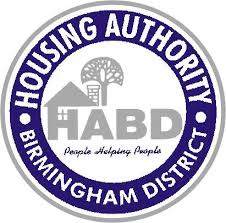 HOUSING AUTHORITY
HABD
People Helping People
BIRMINGHAM DISTRICT